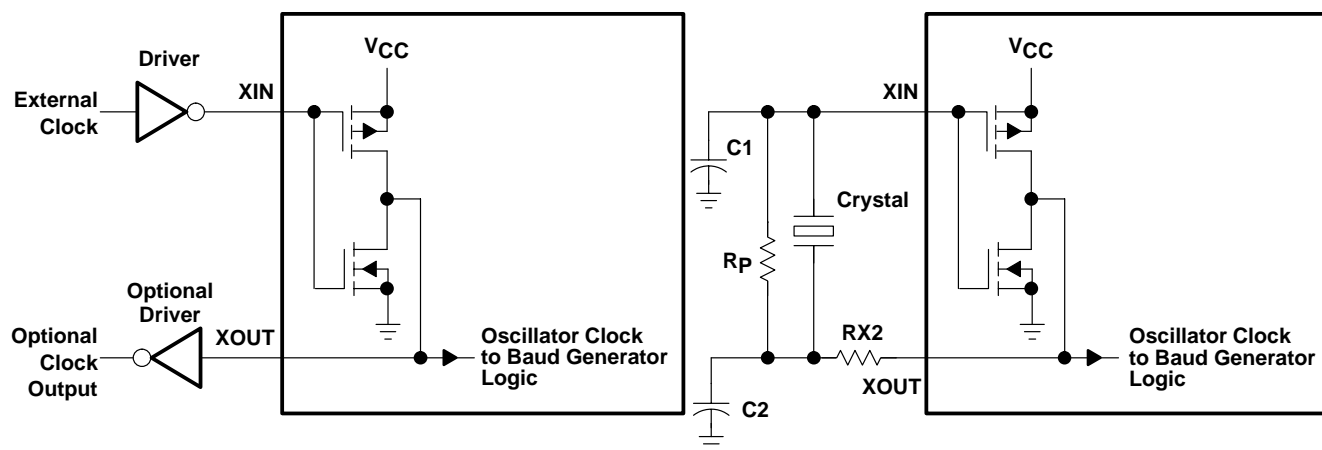 Driver
External
Clock
XIN
VCC
Optional
Driver
Optional
Clock
Output
XOUT
Oscillator Clock
to Baud Generator
Logic
C1
XIN
VCC
Crystal
RP
RX2
XOUT
C2
Oscillator Clock
to Baud Generator
Logic